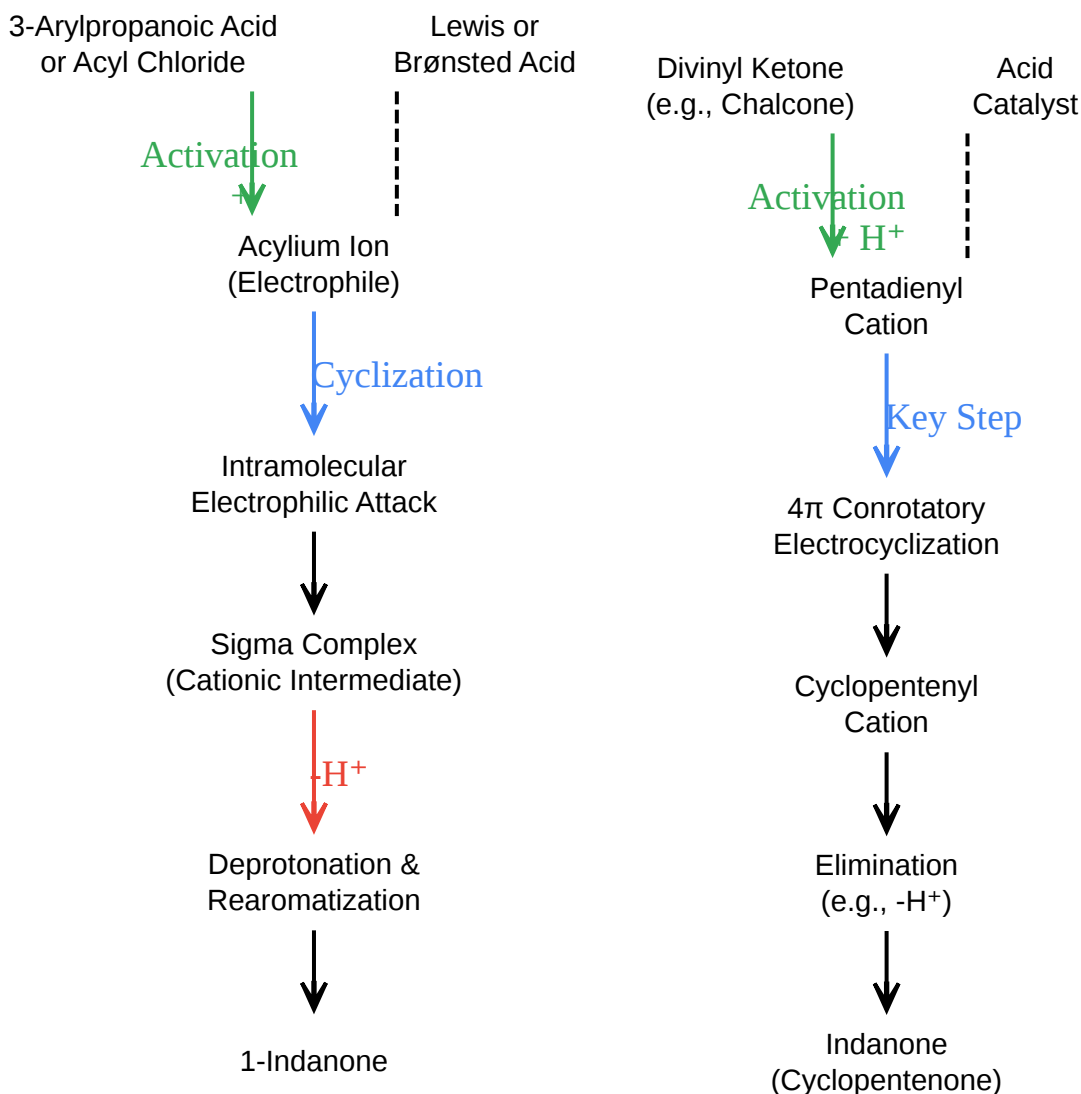 3-Arylpropanoic Acid
or Acyl Chloride
Lewis or
Brønsted Acid
Activation
+
Acylium Ion
(Electrophile)
Cyclization
Intramolecular
Electrophilic Attack
Sigma Complex
(Cationic Intermediate)
-H⁺
Deprotonation &
Rearomatization
1-Indanone
Divinyl Ketone
(e.g., Chalcone)
Acid
Catalyst
Activation
+ H⁺
Pentadienyl
Cation
Key Step
4π Conrotatory
Electrocyclization
Cyclopentenyl
Cation
Elimination
(e.g., -H⁺)
Indanone
(Cyclopentenone)